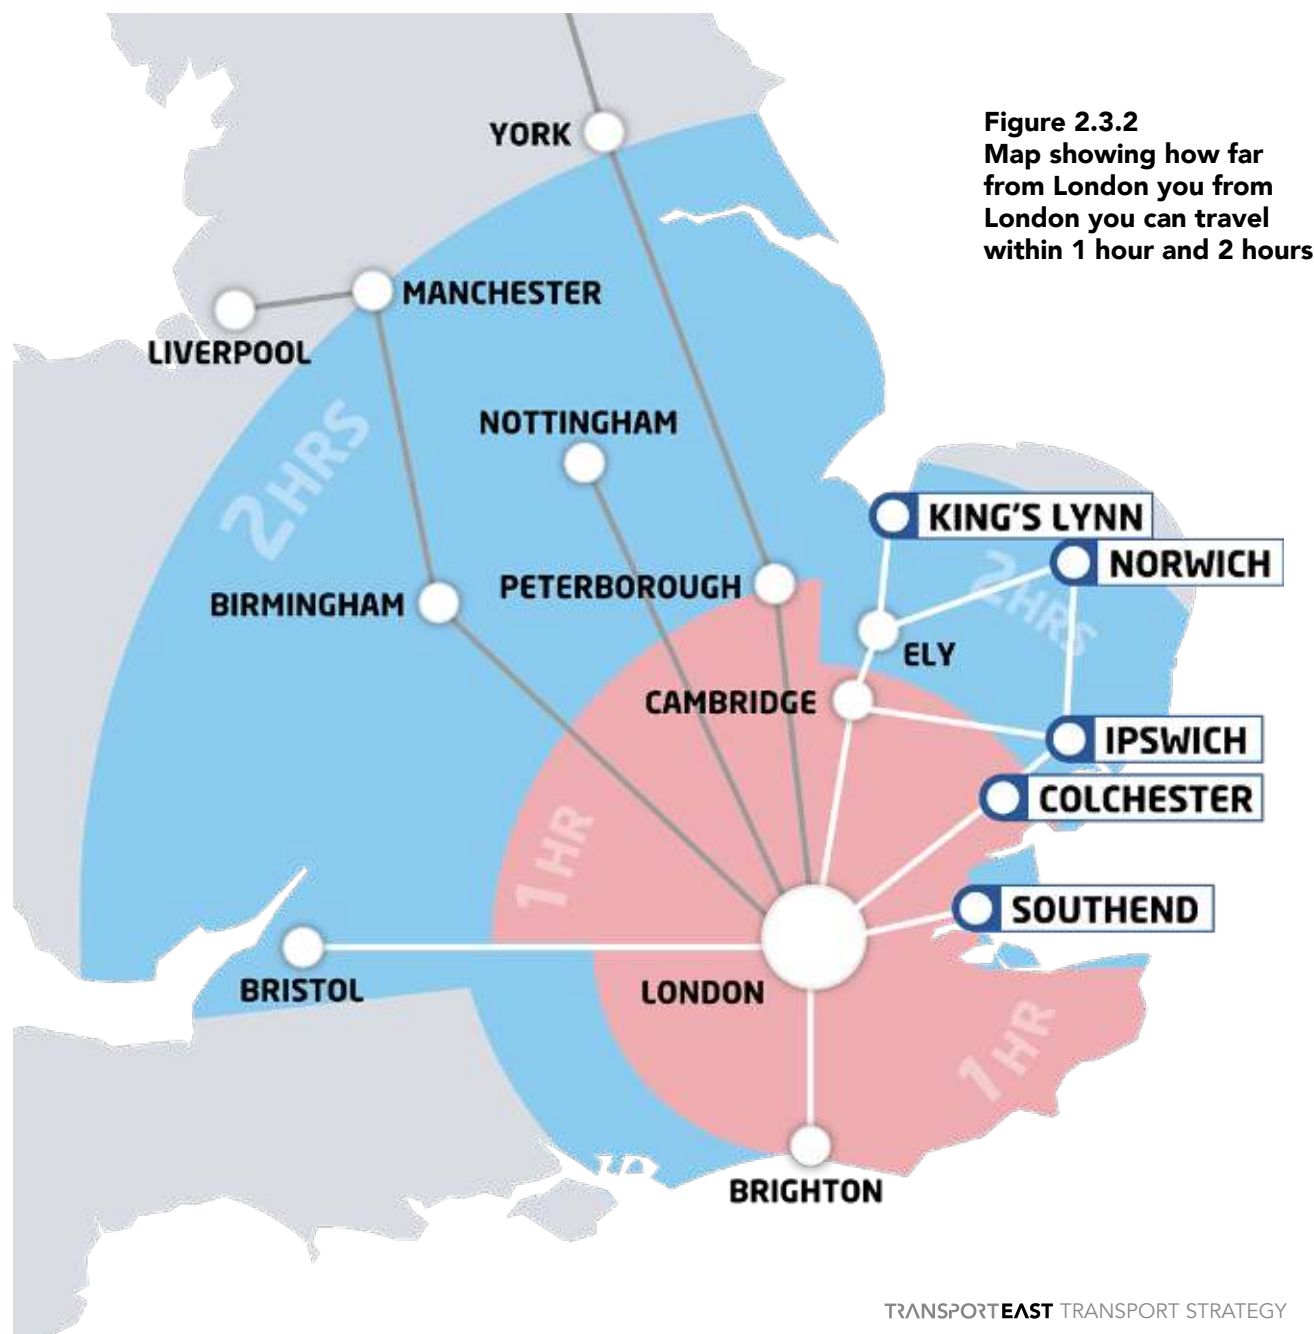 YORK
Figure 2.3.2
Map showing how far
from London you from
London you can travel
within 1 hour and 2 hours
MANCHESTER
LIVERPOOL
2HRS
NOTTINGHAM
KING'S LYNN
NORWICH
PETERBOROUGH
2HRS
BIRMINGHAM
ELY
CAMBRIDGE
IPSWICH
COLCHESTER
1HR
SOUTHEND
BRISTOL
LONDON
1HR
BRIGHTON
TRANSPORTEAST TRANSPORT STRATEGY